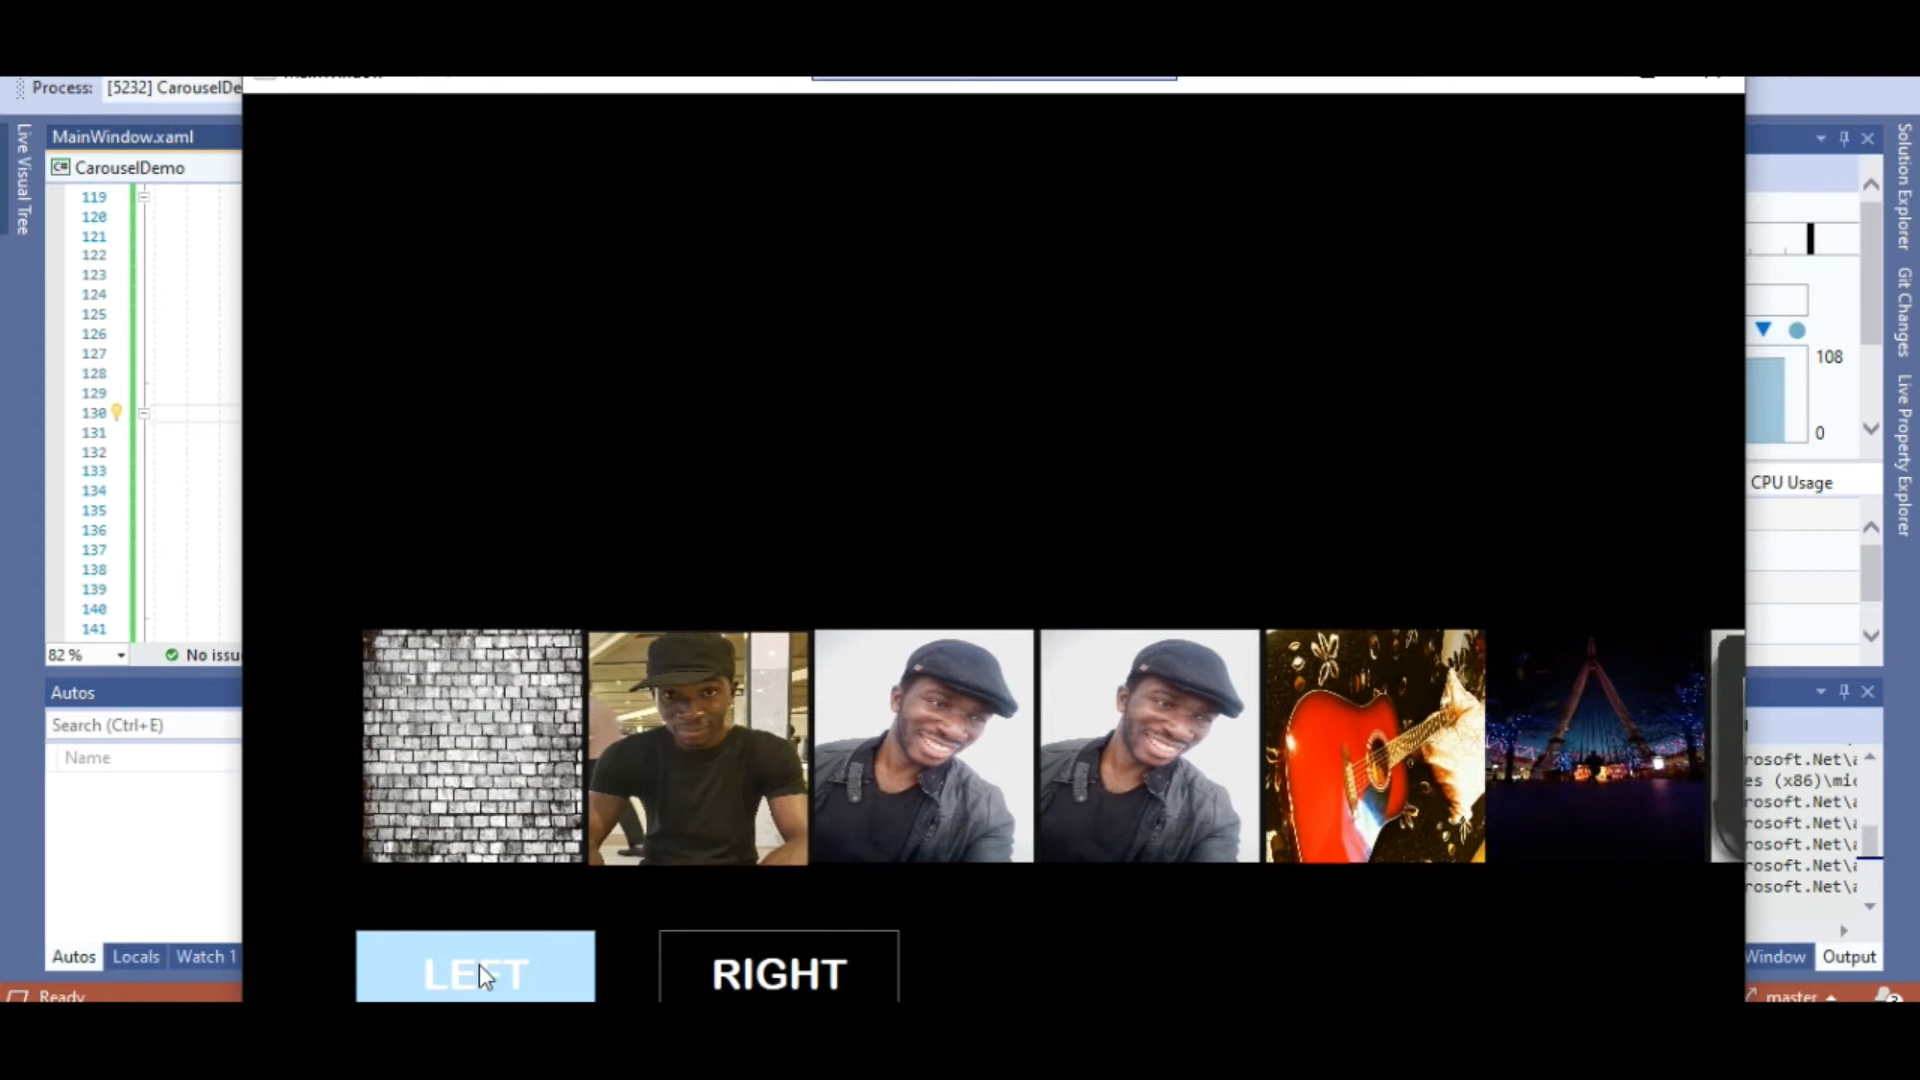 Process: [5232] CarouselDe
MainWindow.xaml
CarouselDemo
Live Visual Tree
119
120
121
122
123
124
125
126
127
128
129
130
131
132
133
134
135
136
137
138
139
140
141
82 %
No issu
Autos
Search (Ctrl+E)
Name
Autos Locals Watch 1
Ready
LEFT
RIGHT
108
0
CPU Usage
Solution Explorer
Git Changes
Live Property Explorer
rosoft.Net\a
es (x86)\mic
rosoft.Net\a
rosoft.Net\a
rosoft.Net\a
rosoft.Net\a
rosoft.Net\a
Window Output
master